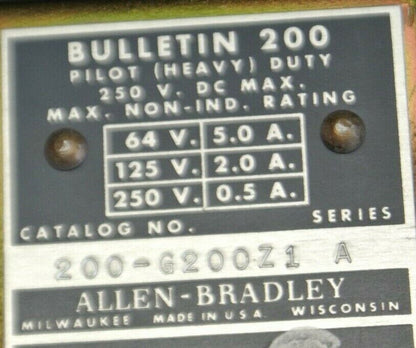 BULLETIN 200
PILOT (HEAVY) DUTY
250 V. DC MAX.
MAX. NON-IND. RATING
64 V. 5.0 A.
125 V. 2.0 A.
250 V. 0.5 A.
CATALOG NO. SERIES
200-G200Z1 A
ALLEN-BRADLEY
MILWAUKEE MADE IN U.S.A. WISCONSIN